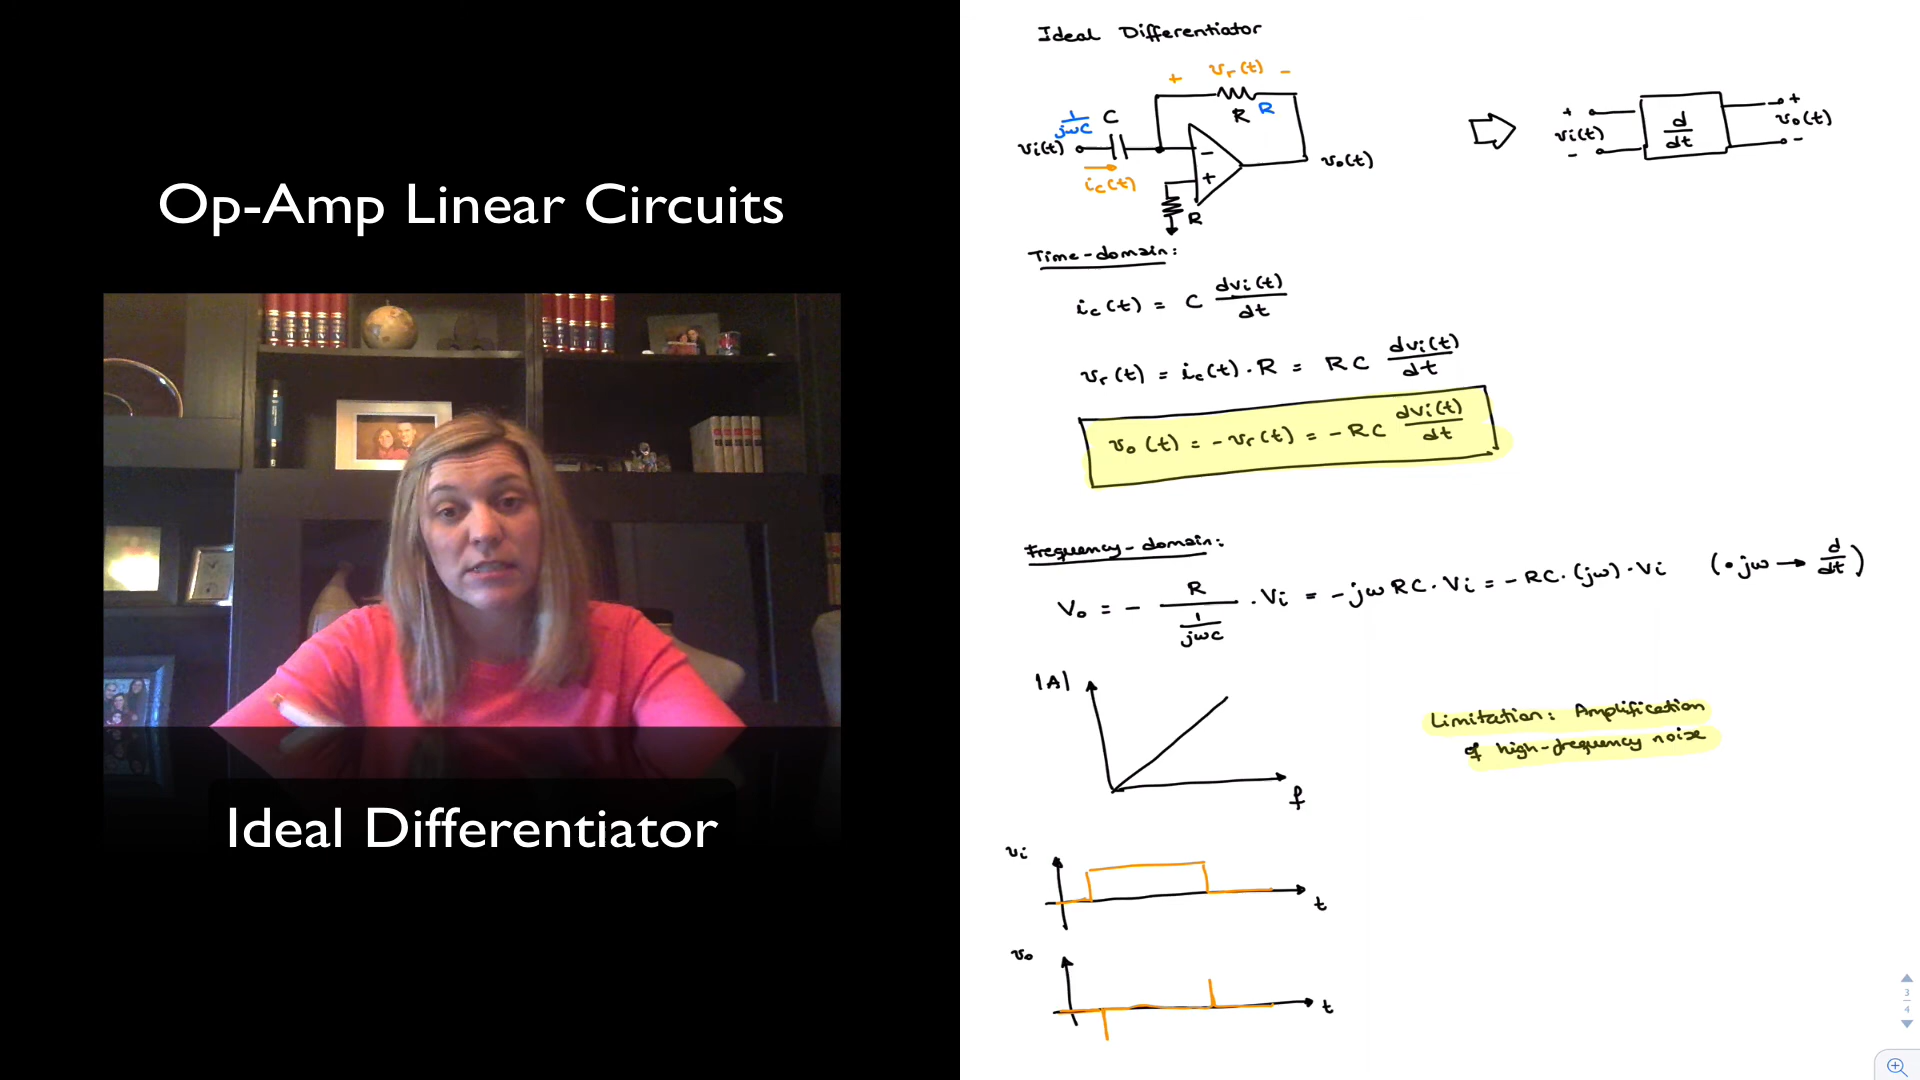 Op-Amp Linear Circuits
Ideal Differentiator
Ideal Differentiator
+ vr(t) -
1/jωC C
R R
vi(t)
ic(t)
-
+
vo(t)
R
+ vi(t) -
d/dt
+ vo(t) -
Time-domain:
ic(t) = C dvi(t)/dt
vr(t) = ic(t) · R = RC dvi(t)/dt
vo(t) = -vr(t) = -RC dvi(t)/dt
Frequency-domain:
Vo = - R/(1/jωC) · Vi = -jωRC · Vi = -RC · (jω) · Vi (· jω → d/dt)
|A|
f
Limitation: Amplification
of high-frequency noise
vi
t
vo
t
3
4